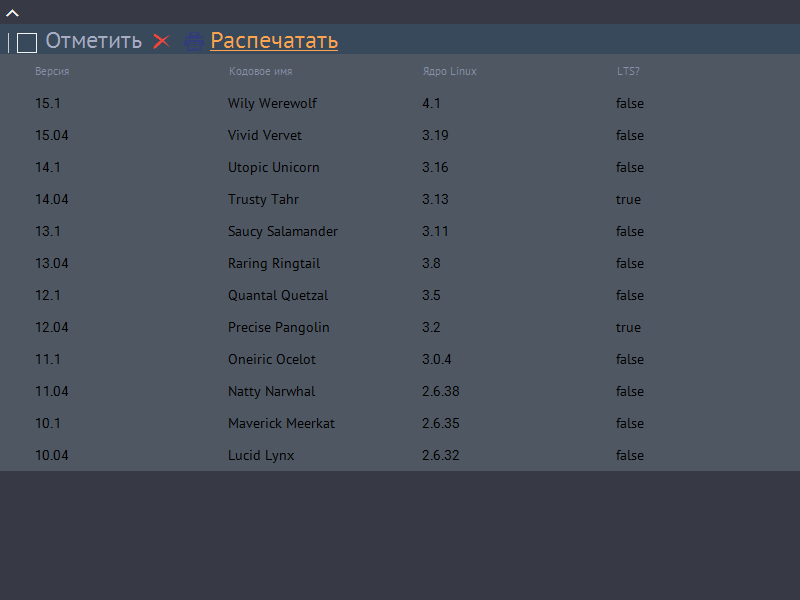 Отметить Распечатать
Версия Кодовое имя Ядро Linux LTS?
15.1 Wily Werewolf 4.1 false
15.04 Vivid Vervet 3.19 false
14.1 Utopic Unicorn 3.16 false
14.04 Trusty Tahr 3.13 true
13.1 Saucy Salamander 3.11 false
13.04 Raring Ringtail 3.8 false
12.1 Quantal Quetzal 3.5 false
12.04 Precise Pangolin 3.2 true
11.1 Oneiric Ocelot 3.0.4 false
11.04 Natty Narwhal 2.6.38 false
10.1 Maverick Meerkat 2.6.35 false
10.04 Lucid Lynx 2.6.32 false